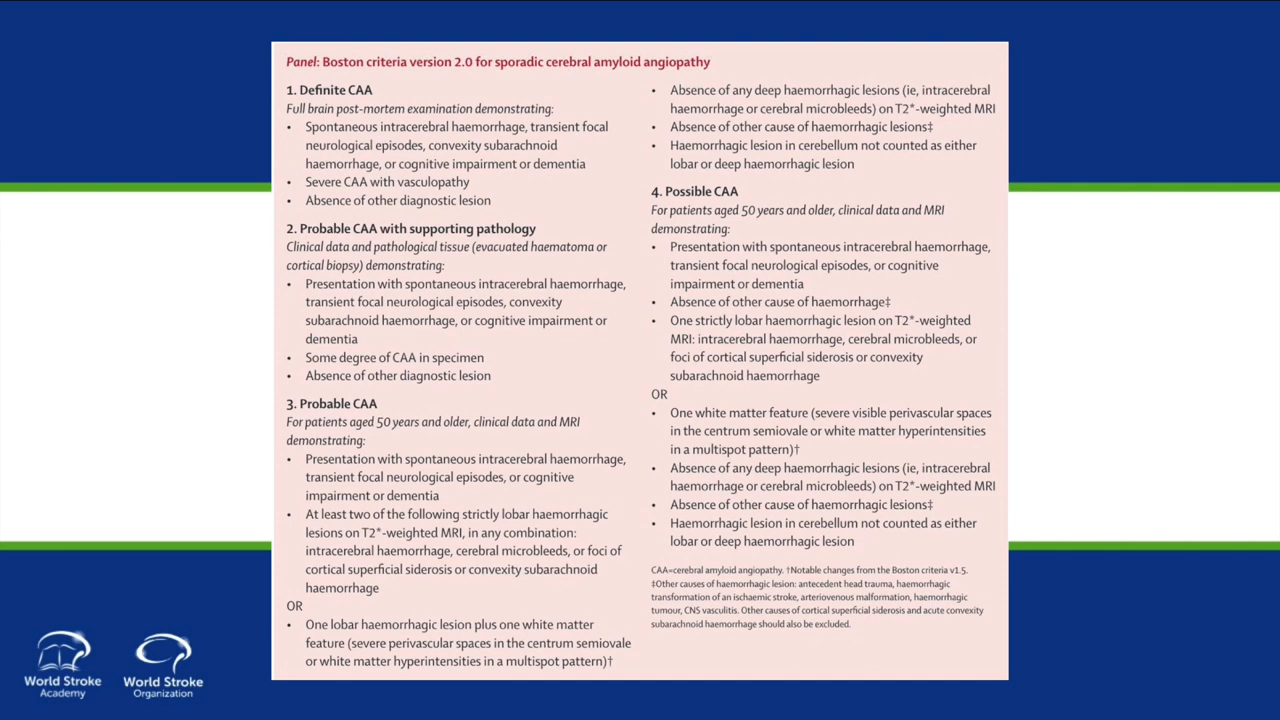 Panel: Boston criteria version 2.0 for sporadic cerebral amyloid angiopathy
1. Definite CAA
Full brain post-mortem examination demonstrating:
• Spontaneous intracerebral haemorrhage, transient focal
neurological episodes, convexity subarachnoid
haemorrhage, or cognitive impairment or dementia
• Severe CAA with vasculopathy
• Absence of other diagnostic lesion
2. Probable CAA with supporting pathology
Clinical data and pathological tissue (evacuated haematoma or
cortical biopsy) demonstrating:
• Presentation with spontaneous intracerebral haemorrhage,
transient focal neurological episodes, convexity
subarachnoid haemorrhage, or cognitive impairment or
dementia
• Some degree of CAA in specimen
• Absence of other diagnostic lesion
3. Probable CAA
For patients aged 50 years and older, clinical data and MRI
demonstrating:
• Presentation with spontaneous intracerebral haemorrhage,
transient focal neurological episodes, or cognitive
impairment or dementia
• At least two of the following strictly lobar haemorrhagic
lesions on T2*-weighted MRI, in any combination:
intracerebral haemorrhage, cerebral microbleeds, or foci of
cortical superficial siderosis or convexity subarachnoid
haemorrhage
OR
• One lobar haemorrhagic lesion plus one white matter
feature (severe perivascular spaces in the centrum semiovale
or white matter hyperintensities in a multispot pattern)†
• Absence of any deep haemorrhagic lesions (ie, intracerebral
haemorrhage or cerebral microbleeds) on T2*-weighted MRI
• Absence of other cause of haemorrhagic lesions‡
• Haemorrhagic lesion in cerebellum not counted as either
lobar or deep haemorrhagic lesion
4. Possible CAA
For patients aged 50 years and older, clinical data and MRI
demonstrating:
• Presentation with spontaneous intracerebral haemorrhage,
transient focal neurological episodes, or cognitive
impairment or dementia
• Absence of other cause of haemorrhage‡
• One strictly lobar haemorrhagic lesion on T2*-weighted
MRI: intracerebral haemorrhage, cerebral microbleeds, or
foci of cortical superficial siderosis or convexity
subarachnoid haemorrhage
OR
• One white matter feature (severe visible perivascular spaces
in the centrum semiovale or white matter hyperintensities
in a multispot pattern)†
• Absence of any deep haemorrhagic lesions (ie, intracerebral
haemorrhage or cerebral microbleeds) on T2*-weighted MRI
• Absence of other cause of haemorrhagic lesions‡
• Haemorrhagic lesion in cerebellum not counted as either
lobar or deep haemorrhagic lesion
CAA=cerebral amyloid angiopathy. †Notable changes from the Boston criteria v1.5.
‡Other causes of haemorrhagic lesion: antecedent head trauma, haemorrhagic
transformation of an ischaemic stroke, arteriovenous malformation, haemorrhagic
tumour, CNS vasculitis. Other causes of cortical superficial siderosis and acute convexity
subarachnoid haemorrhage should also be excluded.
World Stroke
Academy
World Stroke
Organization